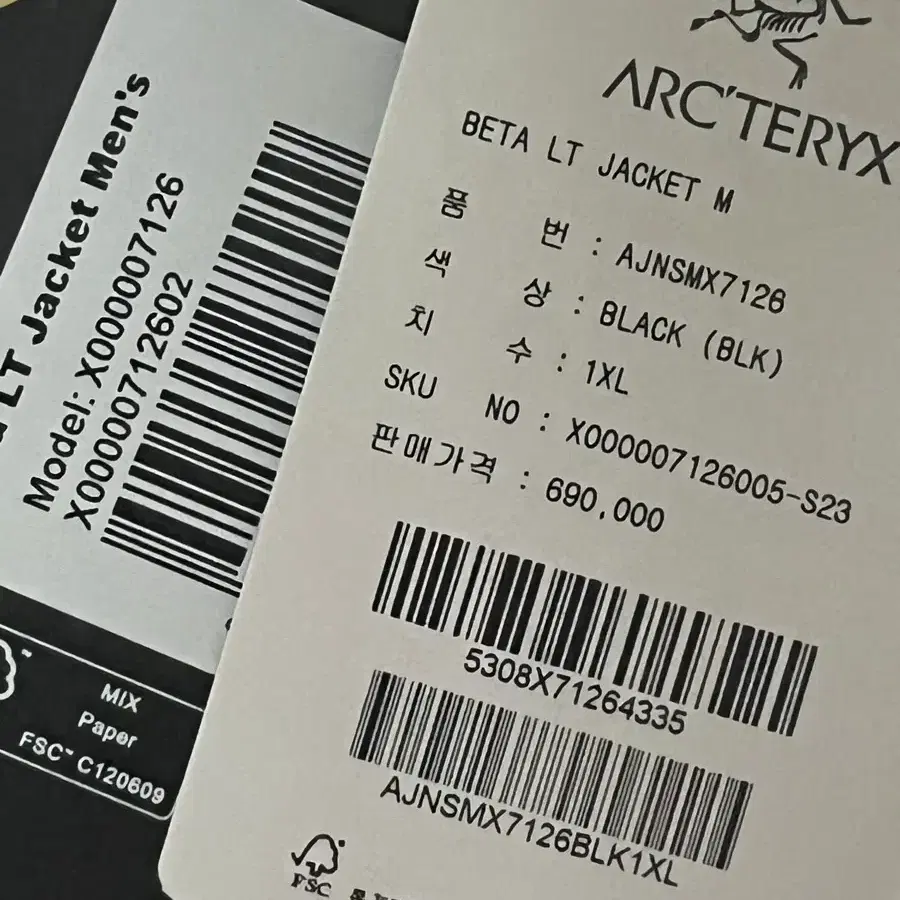 LT Jacket Men's
Model: X000007126
X00000712602
MIX
Paper
FSC™ C120609
ARC'TERYX
BETA LT JACKET M
품 번 : AJNSMX7126
색 상 : BLACK (BLK)
치 수 : 1XL
SKU NO : X000007126005-S23
판매가격 : 690,000
5308X71264335
AJNSMX7126BLK1XL
FSC